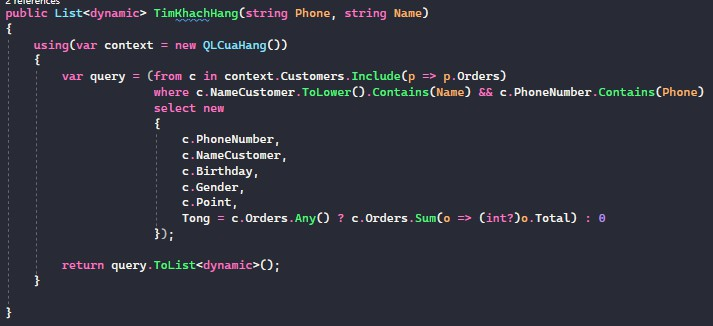 2 references
public List<dynamic> TimKhachHang(string Phone, string Name)
{
    using(var context = new QLCuaHang())
    {
        var query = (from c in context.Customers.Include(p => p.Orders)
                     where c.NameCustomer.ToLower().Contains(Name) && c.PhoneNumber.Contains(Phone)
                     select new
                     {
                         c.PhoneNumber,
                         c.NameCustomer,
                         c.Birthday,
                         c.Gender,
                         c.Point,
                         Tong = c.Orders.Any() ? c.Orders.Sum(o => (int?)o.Total) : 0
                     });

        return query.ToList<dynamic>();
    }

}